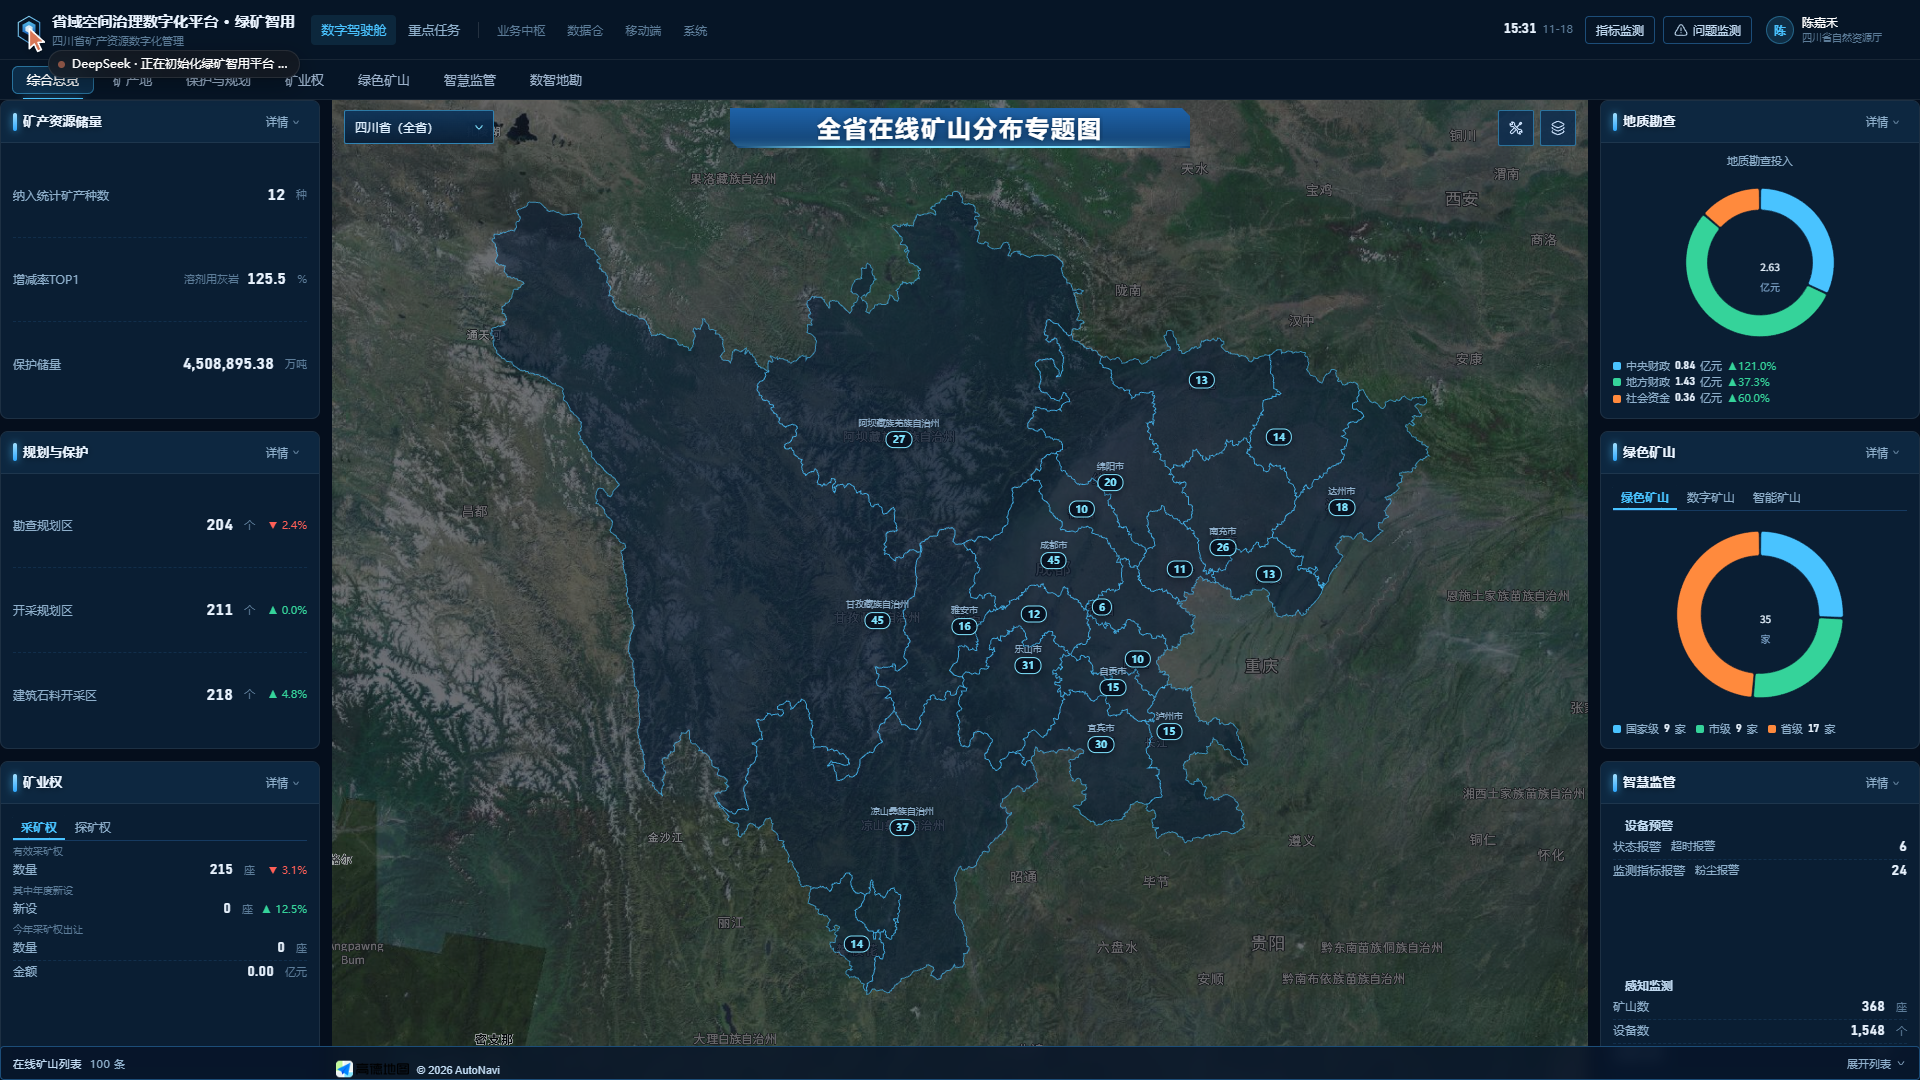 省域空间治理数字化平台·绿矿智用
四川省矿产资源数字化管理
数字驾驶舱
重点任务
业务中枢
数据仓
移动端
系统
15:31 11-18
指标监测
问题监测
陈
陈嘉禾
四川省自然资源厅
DeepSeek · 正在初始化绿矿智用平台 ...
综合总览
矿产地
保护与规划
矿业权
绿色矿山
智慧监管
数智地勘
矿产资源储量
详情
纳入统计矿产种数 12 种
增减率TOP1 溶剂用灰岩 125.5 %
保护储量 4,508,895.38 万吨
规划与保护
详情
勘查规划区 204 个 ▼ 2.4%
开采规划区 211 个 ▲ 0.0%
建筑石料开采区 218 个 ▲ 4.8%
矿业权
详情
采矿权 探矿权
有效采矿权
数量 215 座 ▼ 3.1%
其中年度新设
新设 0 座 ▲ 12.5%
今年采矿权出让
数量 0 座
金额 0.00 亿元
四川省（全省）
全省在线矿山分布专题图
果洛藏族自治州
天水
铜川
渭南
宝鸡
西安
商洛
陇南
汉中
安康
昌都
13
14
阿坝藏族羌族自治州
27
绵阳市
20
10
达州市
18
南充市
26
成都市
45
11
13
恩施土家族苗族自治州
甘孜藏族自治州
45
雅安市
16
12
6
乐山市
31
10
自贡市
15
重庆
泸州市
15
宜宾市
30
湘西土家族苗族自治州
凉山彝族自治州
37
金沙江
遵义
铜仁
怀化
昭通
毕节
丽江
14
六盘水
贵阳
黔东南苗族侗族自治州
安顺
黔南布依族苗族自治州
Bum
密支那
大理白族自治州
高德地图 © 2026 AutoNavi
地质勘查
详情
地质勘查投入
2.63
亿元
中央财政 0.84 亿元 ▲121.0%
地方财政 1.43 亿元 ▲37.3%
社会资金 0.36 亿元 ▲60.0%
绿色矿山
详情
绿色矿山 数字矿山 智能矿山
35
家
国家级 9 家 市级 9 家 省级 17 家
智慧监管
详情
设备预警
状态报警 超时报警 6
监测指标报警 粉尘报警 24
感知监测
矿山数 368 座
设备数 1,548 个
在线矿山列表 100 条
展开列表